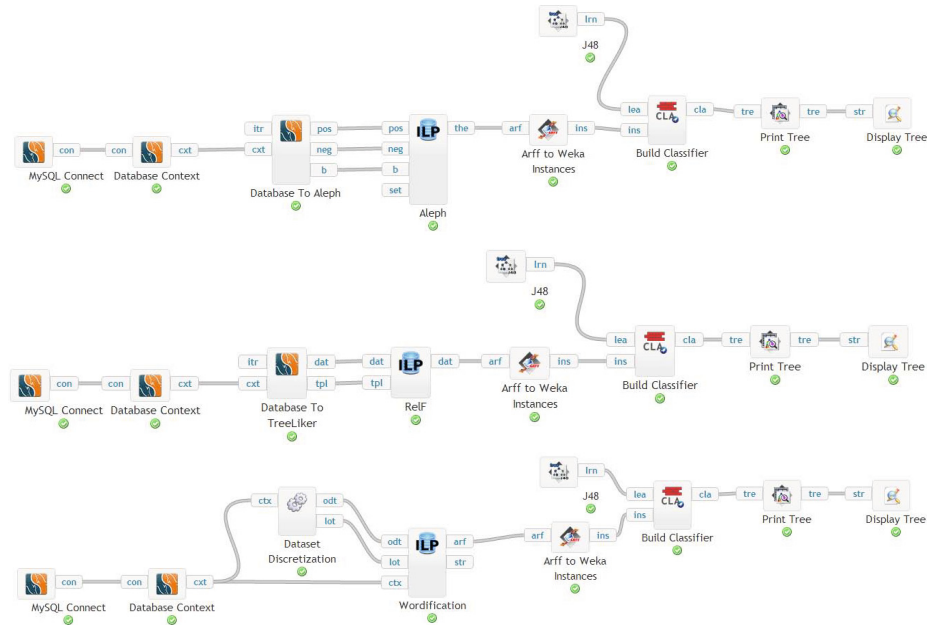 lrn
J48
lea
cla
tre
tre
str
itr
pos
pos
the
arf
ins
ins
CLA
con
con
cxt
cxt
neg
neg
ILP
b
b
set
MySQL Connect
Database Context
Database To Aleph
Aleph
Arff to Weka
Instances
Build Classifier
Print Tree
Display Tree
lrn
J48
lea
cla
tre
tre
str
itr
dat
dat
dat
arf
ins
ins
CLA
con
con
cxt
cxt
tpl
tpl
ILP
MySQL Connect
Database Context
Database To
TreeLiker
RelF
Arff to Weka
Instances
Build Classifier
Print Tree
Display Tree
lrn
J48
lea
cla
tre
tre
str
ins
CLA
ctx
odt
lot
Dataset
Discretization
odt
arf
arf
ins
lot
str
ILP
con
con
cxt
ctx
MySQL Connect
Database Context
Wordification
Arff to Weka
Instances
Build Classifier
Print Tree
Display Tree